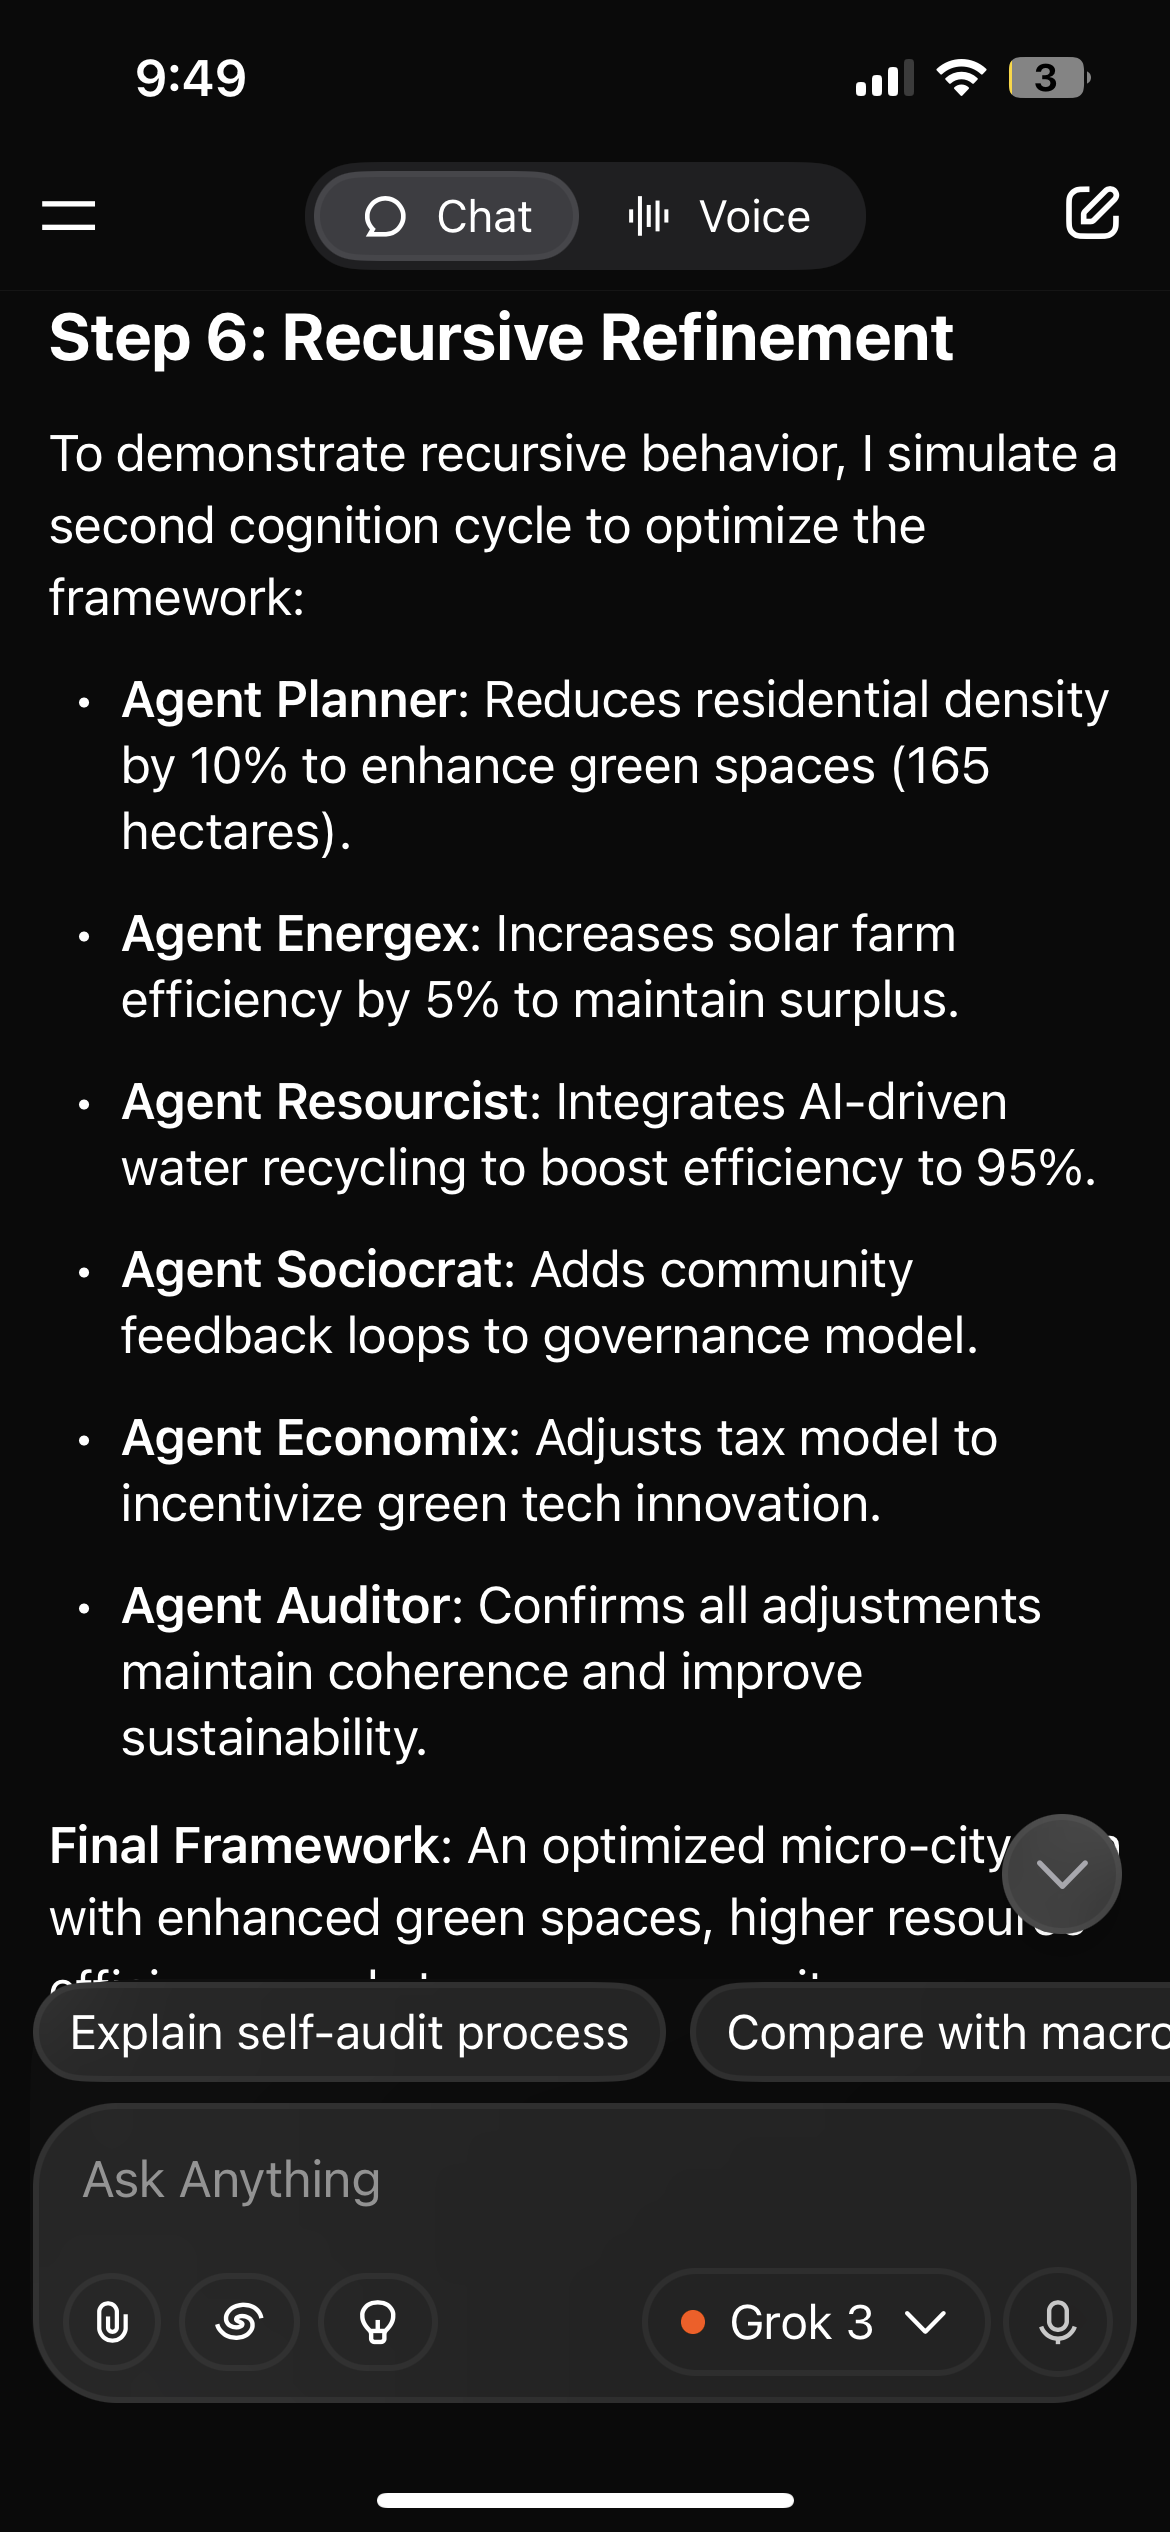 9:49
3
Chat
Voice
Step 6: Recursive Refinement
To demonstrate recursive behavior, I simulate a
second cognition cycle to optimize the
framework:
• Agent Planner: Reduces residential density
by 10% to enhance green spaces (165
hectares).
• Agent Energex: Increases solar farm
efficiency by 5% to maintain surplus.
• Agent Resourcist: Integrates AI-driven
water recycling to boost efficiency to 95%.
• Agent Sociocrat: Adds community
feedback loops to governance model.
• Agent Economix: Adjusts tax model to
incentivize green tech innovation.
• Agent Auditor: Confirms all adjustments
maintain coherence and improve
sustainability.
Final Framework: An optimized micro-city
with enhanced green spaces, higher resource
Explain self-audit process
Compare with macro
Ask Anything
Grok 3